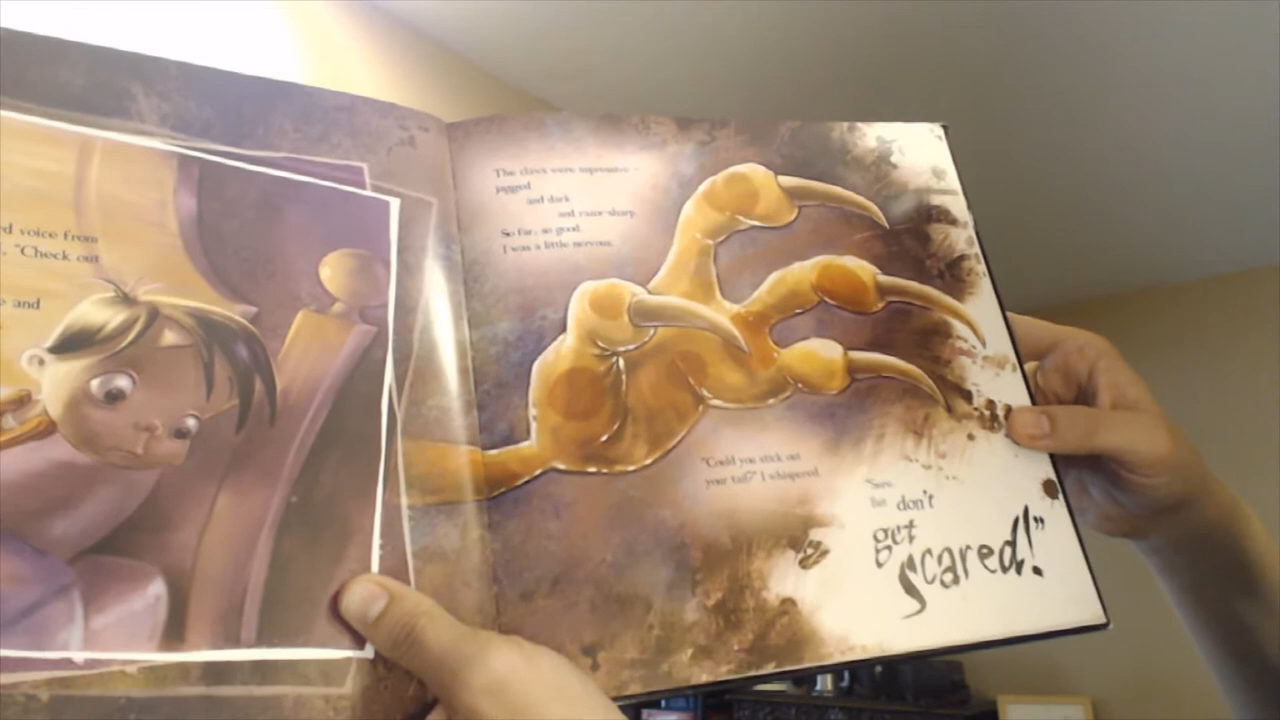 d voice from
. "Check out
and
The claws were impressive -
jagged
and dark
and razor-sharp.
So far, so good.
I was a little nervous.
"Could you stick out
your tail?" I whispered.
"Sure,
but don't
get
scared!"